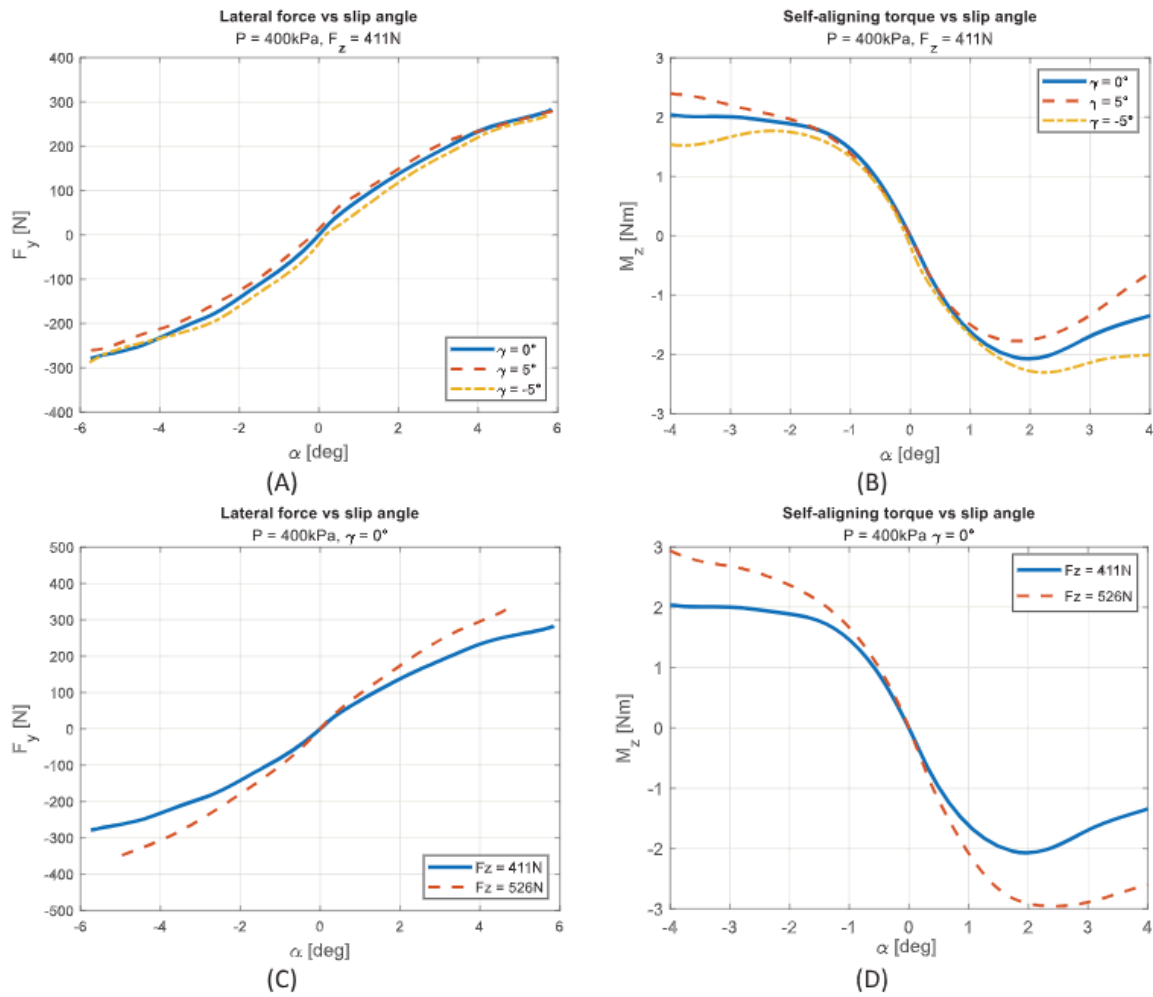 Lateral force vs slip angle
P = 400kPa, F_z = 411N
400
300
200
100
0
-100
-200
-300
-400
F_y [N]
γ = 0°
γ = 5°
γ = -5°
-6 -4 -2 0 2 4 6
α [deg]
(A)
Self-aligning torque vs slip angle
P = 400kPa, F_z = 411N
3
2
1
0
-1
-2
-3
M_z [Nm]
γ = 0°
γ = 5°
γ = -5°
-4 -3 -2 -1 0 1 2 3 4
α [deg]
(B)
Lateral force vs slip angle
P = 400kPa, γ = 0°
500
400
300
200
100
0
-100
-200
-300
-400
-500
F_y [N]
Fz = 411N
Fz = 526N
-6 -4 -2 0 2 4 6
α [deg]
(C)
Self-aligning torque vs slip angle
P = 400kPa γ = 0°
3
2
1
0
-1
-2
-3
M_z [Nm]
Fz = 411N
Fz = 526N
-4 -3 -2 -1 0 1 2 3 4
α [deg]
(D)